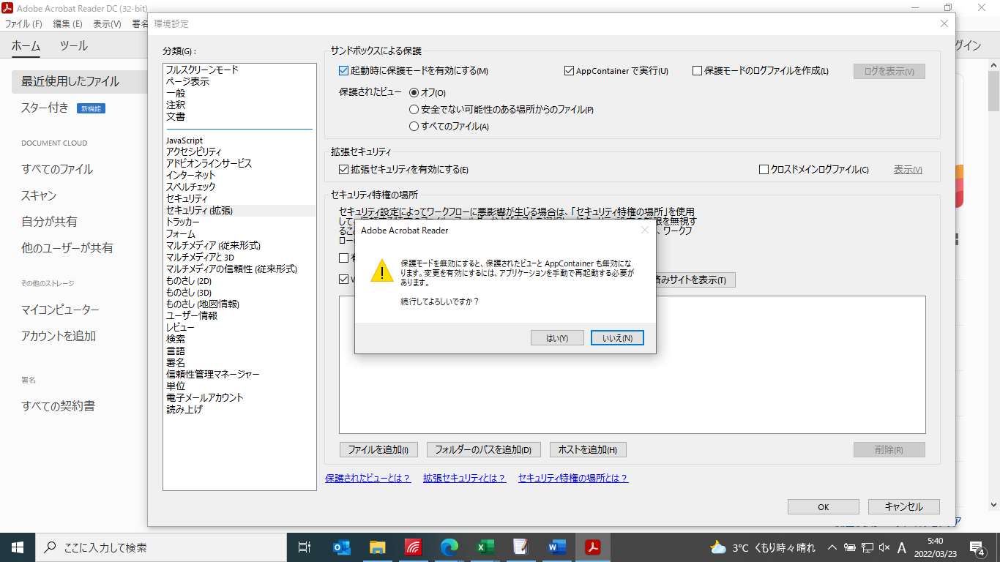 Adobe Acrobat Reader DC (32-bit)
ファイル(F) 編集(E) 表示(V) 署名
ホーム ツール
グイン
最近使用したファイル
スター付き 新機能
DOCUMENT CLOUD
すべてのファイル
スキャン
自分が共有
他のユーザーが共有
その他のストレージ
マイコンピューター
アカウントを追加
署名
すべての契約書
環境設定
分類(G) :
フルスクリーンモード
ページ表示
一般
注釈
文書
JavaScript
アクセシビリティ
アドビオンラインサービス
インターネット
スペルチェック
セキュリティ
セキュリティ (拡張)
トラッカー
フォーム
マルチメディア (従来形式)
マルチメディアと 3D
マルチメディアの信頼性 (従来形式)
ものさし (2D)
ものさし (3D)
ものさし (地図情報)
ユーザー情報
レビュー
検索
言語
署名
信頼性管理マネージャー
単位
電子メールアカウント
読み上げ
サンドボックスによる保護
起動時に保護モードを有効にする(M) AppContainer で実行(U) 保護モードのログファイルを作成(L) ログを表示(V)
保護されたビュー オフ(O)
安全でない可能性のある場所からのファイル(P)
すべてのファイル(A)
拡張セキュリティ
拡張セキュリティを有効にする(E) クロスドメインログファイル(C) 表示(V)
セキュリティ特権の場所
セキュリティ設定によってワークフローに悪影響が生じる場合は、「セキュリティ特権の場所」を使用
を無視す
、ワークフ
済みサイトを表示(T)
Adobe Acrobat Reader
保護モードを無効にすると、保護されたビューと AppContainer も無効にな
ります。変更を有効にするには、アプリケーションを手動で再起動する必要が
あります。
続行してよろしいですか？
はい(Y) いいえ(N)
ファイルを追加(I) フォルダーのパスを追加(D) ホストを追加(H) 削除(R)
保護されたビューとは？ 拡張セキュリティとは？ セキュリティ特権の場所とは？
OK キャンセル
ここに入力して検索
3°C くもり時々晴れ
A
5:40
2022/03/23
4